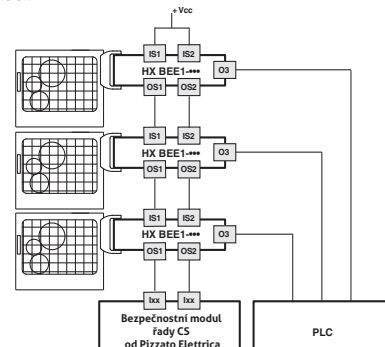 + Vcc
IS1 IS2
HX BEE1-••• O3
OS1 OS2
IS1 IS2
HX BEE1-••• O3
OS1 OS2
IS1 IS2
HX BEE1-••• O3
OS1 OS2
Ixx Ixx
Bezpečnostní modul
řady CS
od Pizzato Elettrica
PLC